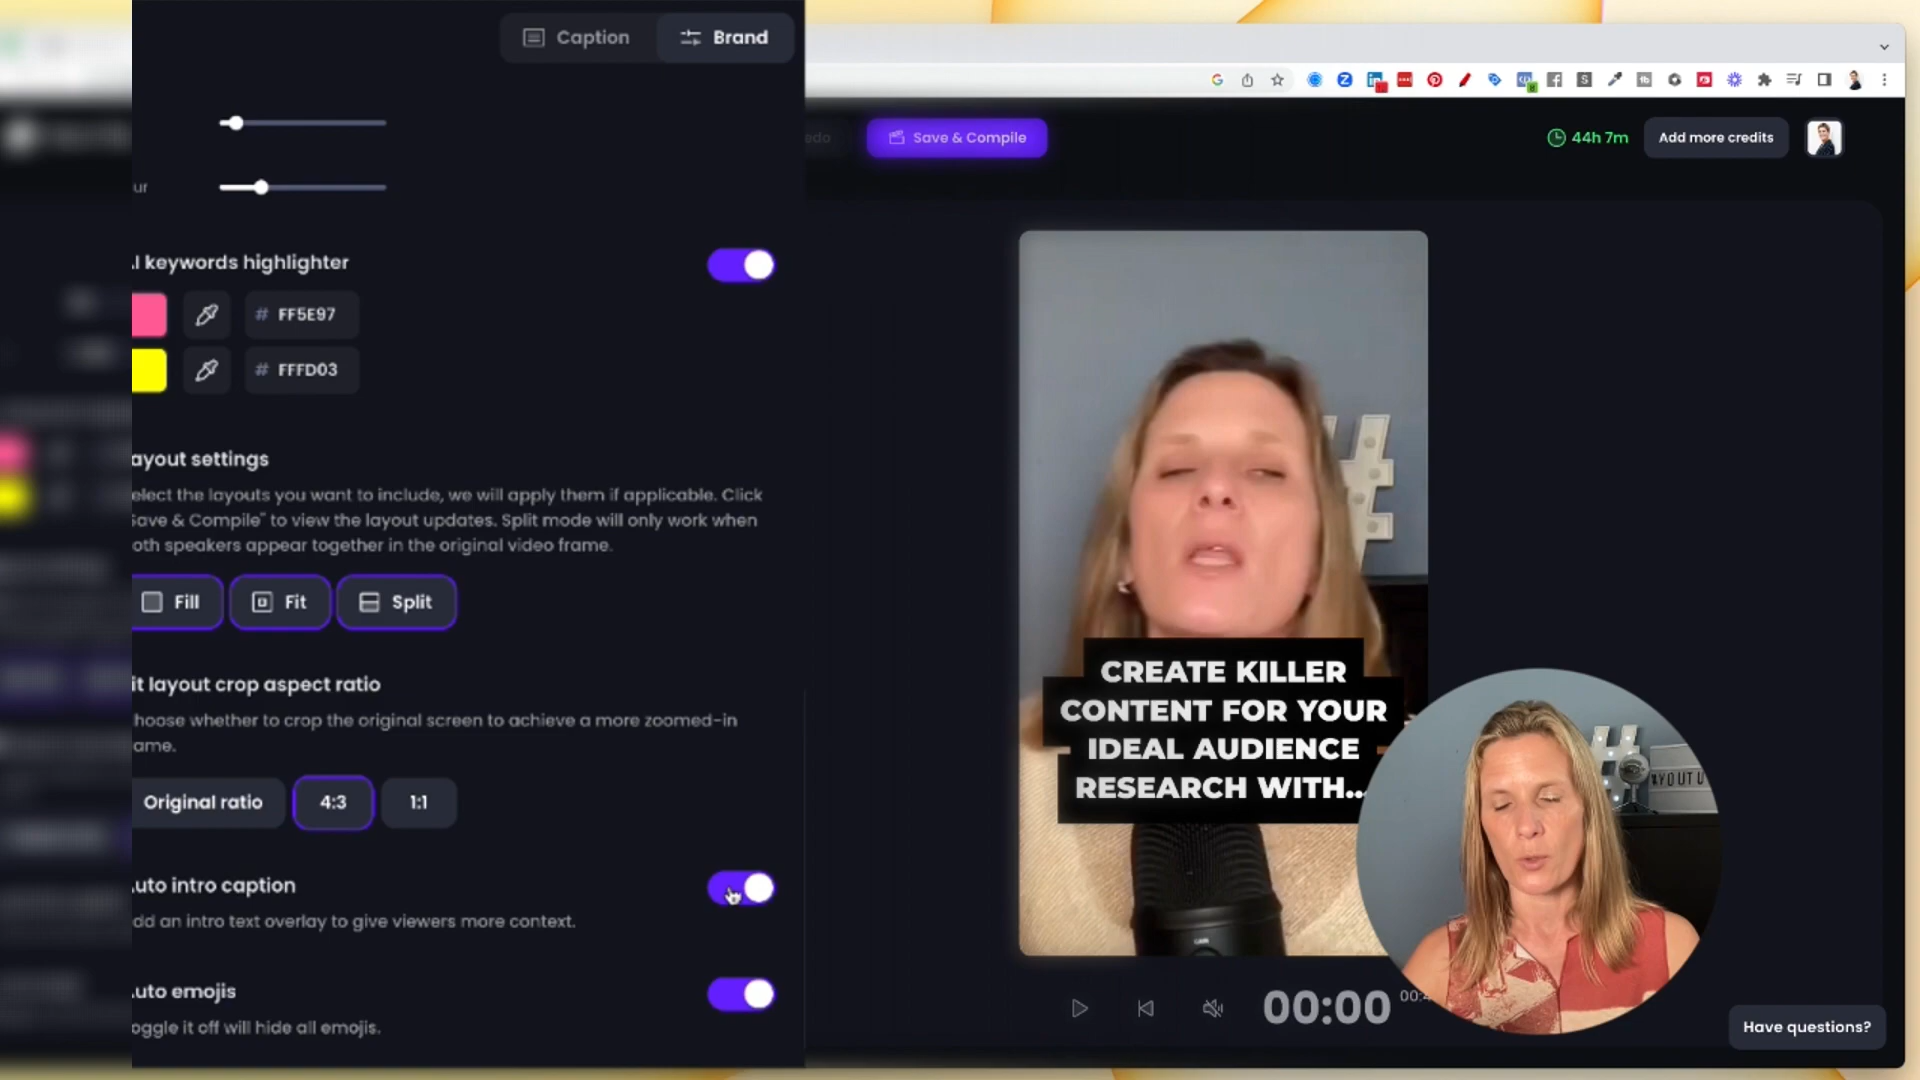 Caption
Brand
Save & Compile
44h 7m
Add more credits
ur
I keywords highlighter
# FF5E97
# FFFD03
ayout settings
elect the layouts you want to include, we will apply them if applicable. Click
Save & Compile" to view the layout updates. Split mode will only work when
oth speakers appear together in the original video frame.
Fill
Fit
Split
it layout crop aspect ratio
hoose whether to crop the original screen to achieve a more zoomed-in
ame.
Original ratio
4:3
1:1
uto intro caption
dd an intro text overlay to give viewers more context.
uto emojis
oggle it off will hide all emojis.
CREATE KILLER
CONTENT FOR YOUR
IDEAL AUDIENCE
RESEARCH WITH...
#YOUTU
00:00
Have questions?